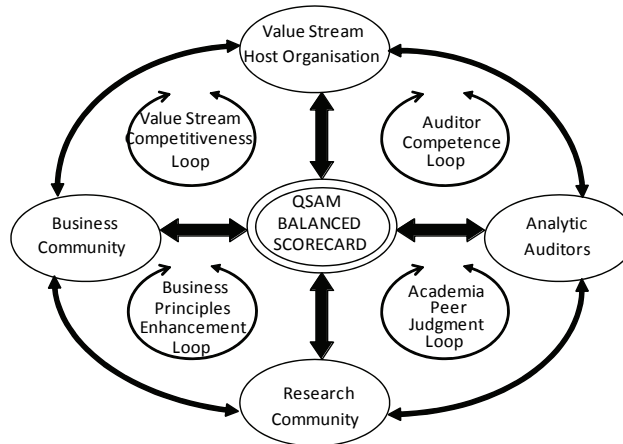 Value Stream
Host Organisation
Value Stream
Competitiveness
Loop
Auditor
Competence
Loop
Business
Community
QSAM
BALANCED
SCORECARD
Analytic
Auditors
Business
Principles
Enhancement
Loop
Academia
Peer
Judgment
Loop
Research
Community